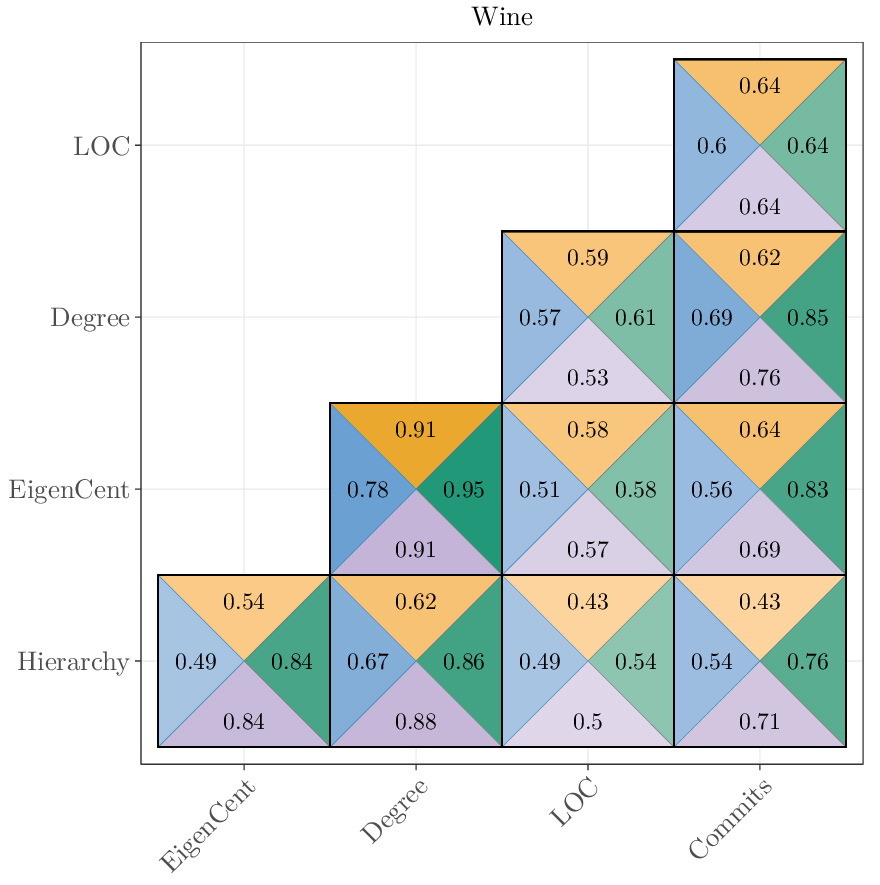 Wine
0.64
LOC 0.6 0.64
0.64
0.59 0.62
Degree 0.57 0.61 0.69 0.85
0.53 0.76
0.91 0.58 0.64
EigenCent 0.78 0.95 0.51 0.58 0.56 0.83
0.91 0.57 0.69
0.54 0.62 0.43 0.43
Hierarchy 0.49 0.84 0.67 0.86 0.49 0.54 0.54 0.76
0.84 0.88 0.5 0.71
EigenCent Degree LOC Commits